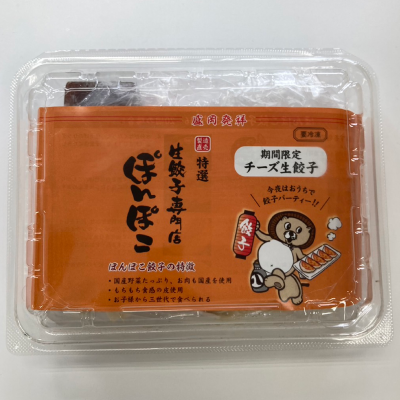 盛岡発祥
要冷凍
特選
生餃子専門店
ぽんぽこ
期間限定
チーズ生餃子
今夜はおうちで
餃子パーティー!!
餃子
ぽんぽこ餃子の特徴
・国産野菜たっぷり、お肉も国産を使用
・もちもち食感の皮使用
・お子様から三世代で食べられる